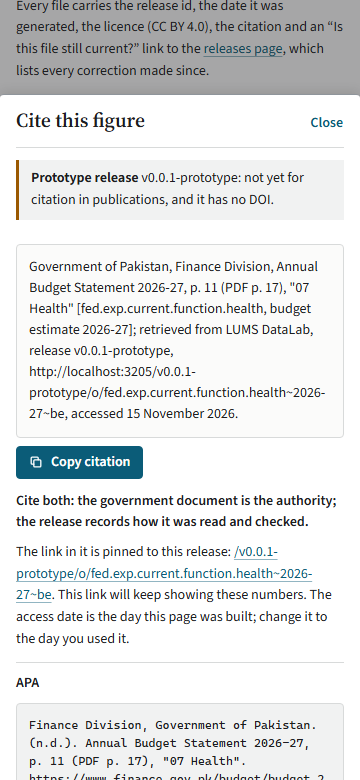 Every file carries the release id, the date it was
generated, the licence (CC BY 4.0), the citation and an “Is
this file still current?” link to the releases page, which
lists every correction made since.
Cite this figure
Close
Prototype release v0.0.1-prototype: not yet for
citation in publications, and it has no DOI.
Government of Pakistan, Finance Division, Annual
Budget Statement 2026-27, p. 11 (PDF p. 17), "07
Health" [fed.exp.current.function.health, budget
estimate 2026-27]; retrieved from LUMS DataLab,
release v0.0.1-prototype,
http://localhost:3205/v0.0.1-
prototype/o/fed.exp.current.function.health~2026-
27~be, accessed 15 November 2026.
Copy citation
Cite both: the government document is the authority;
the release records how it was read and checked.
The link in it is pinned to this release: /v0.0.1-
prototype/o/fed.exp.current.function.health~2026-
27~be. This link will keep showing these numbers. The
access date is the day this page was built; change it to
the day you used it.
APA
Finance Division, Government of Pakistan.
(n.d.). Annual Budget Statement 2026–27,
p. 11 (PDF p. 17), "07 Health".
https://www.finance.gov.pk/budget/budget_2